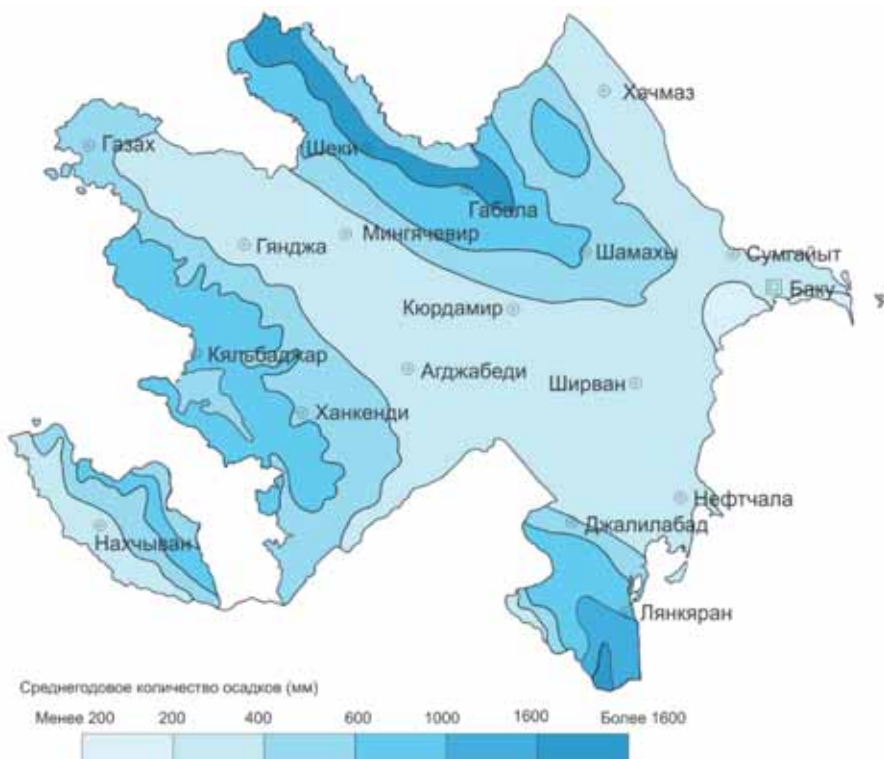 Хачмаз
Газах
Шеки
Габала
Мингячевир
Гянджа
Шамахы
Сумгайыт
Баку
Кюрдамир
Кяльбаджар
Агджабеди
Ширван
Ханкенди
Нефтчала
Джалилабад
Нахчыван
Лянкяран
Среднегодовое количество осадков (мм)
Менее 200 200 400 600 1000 1600 Более 1600